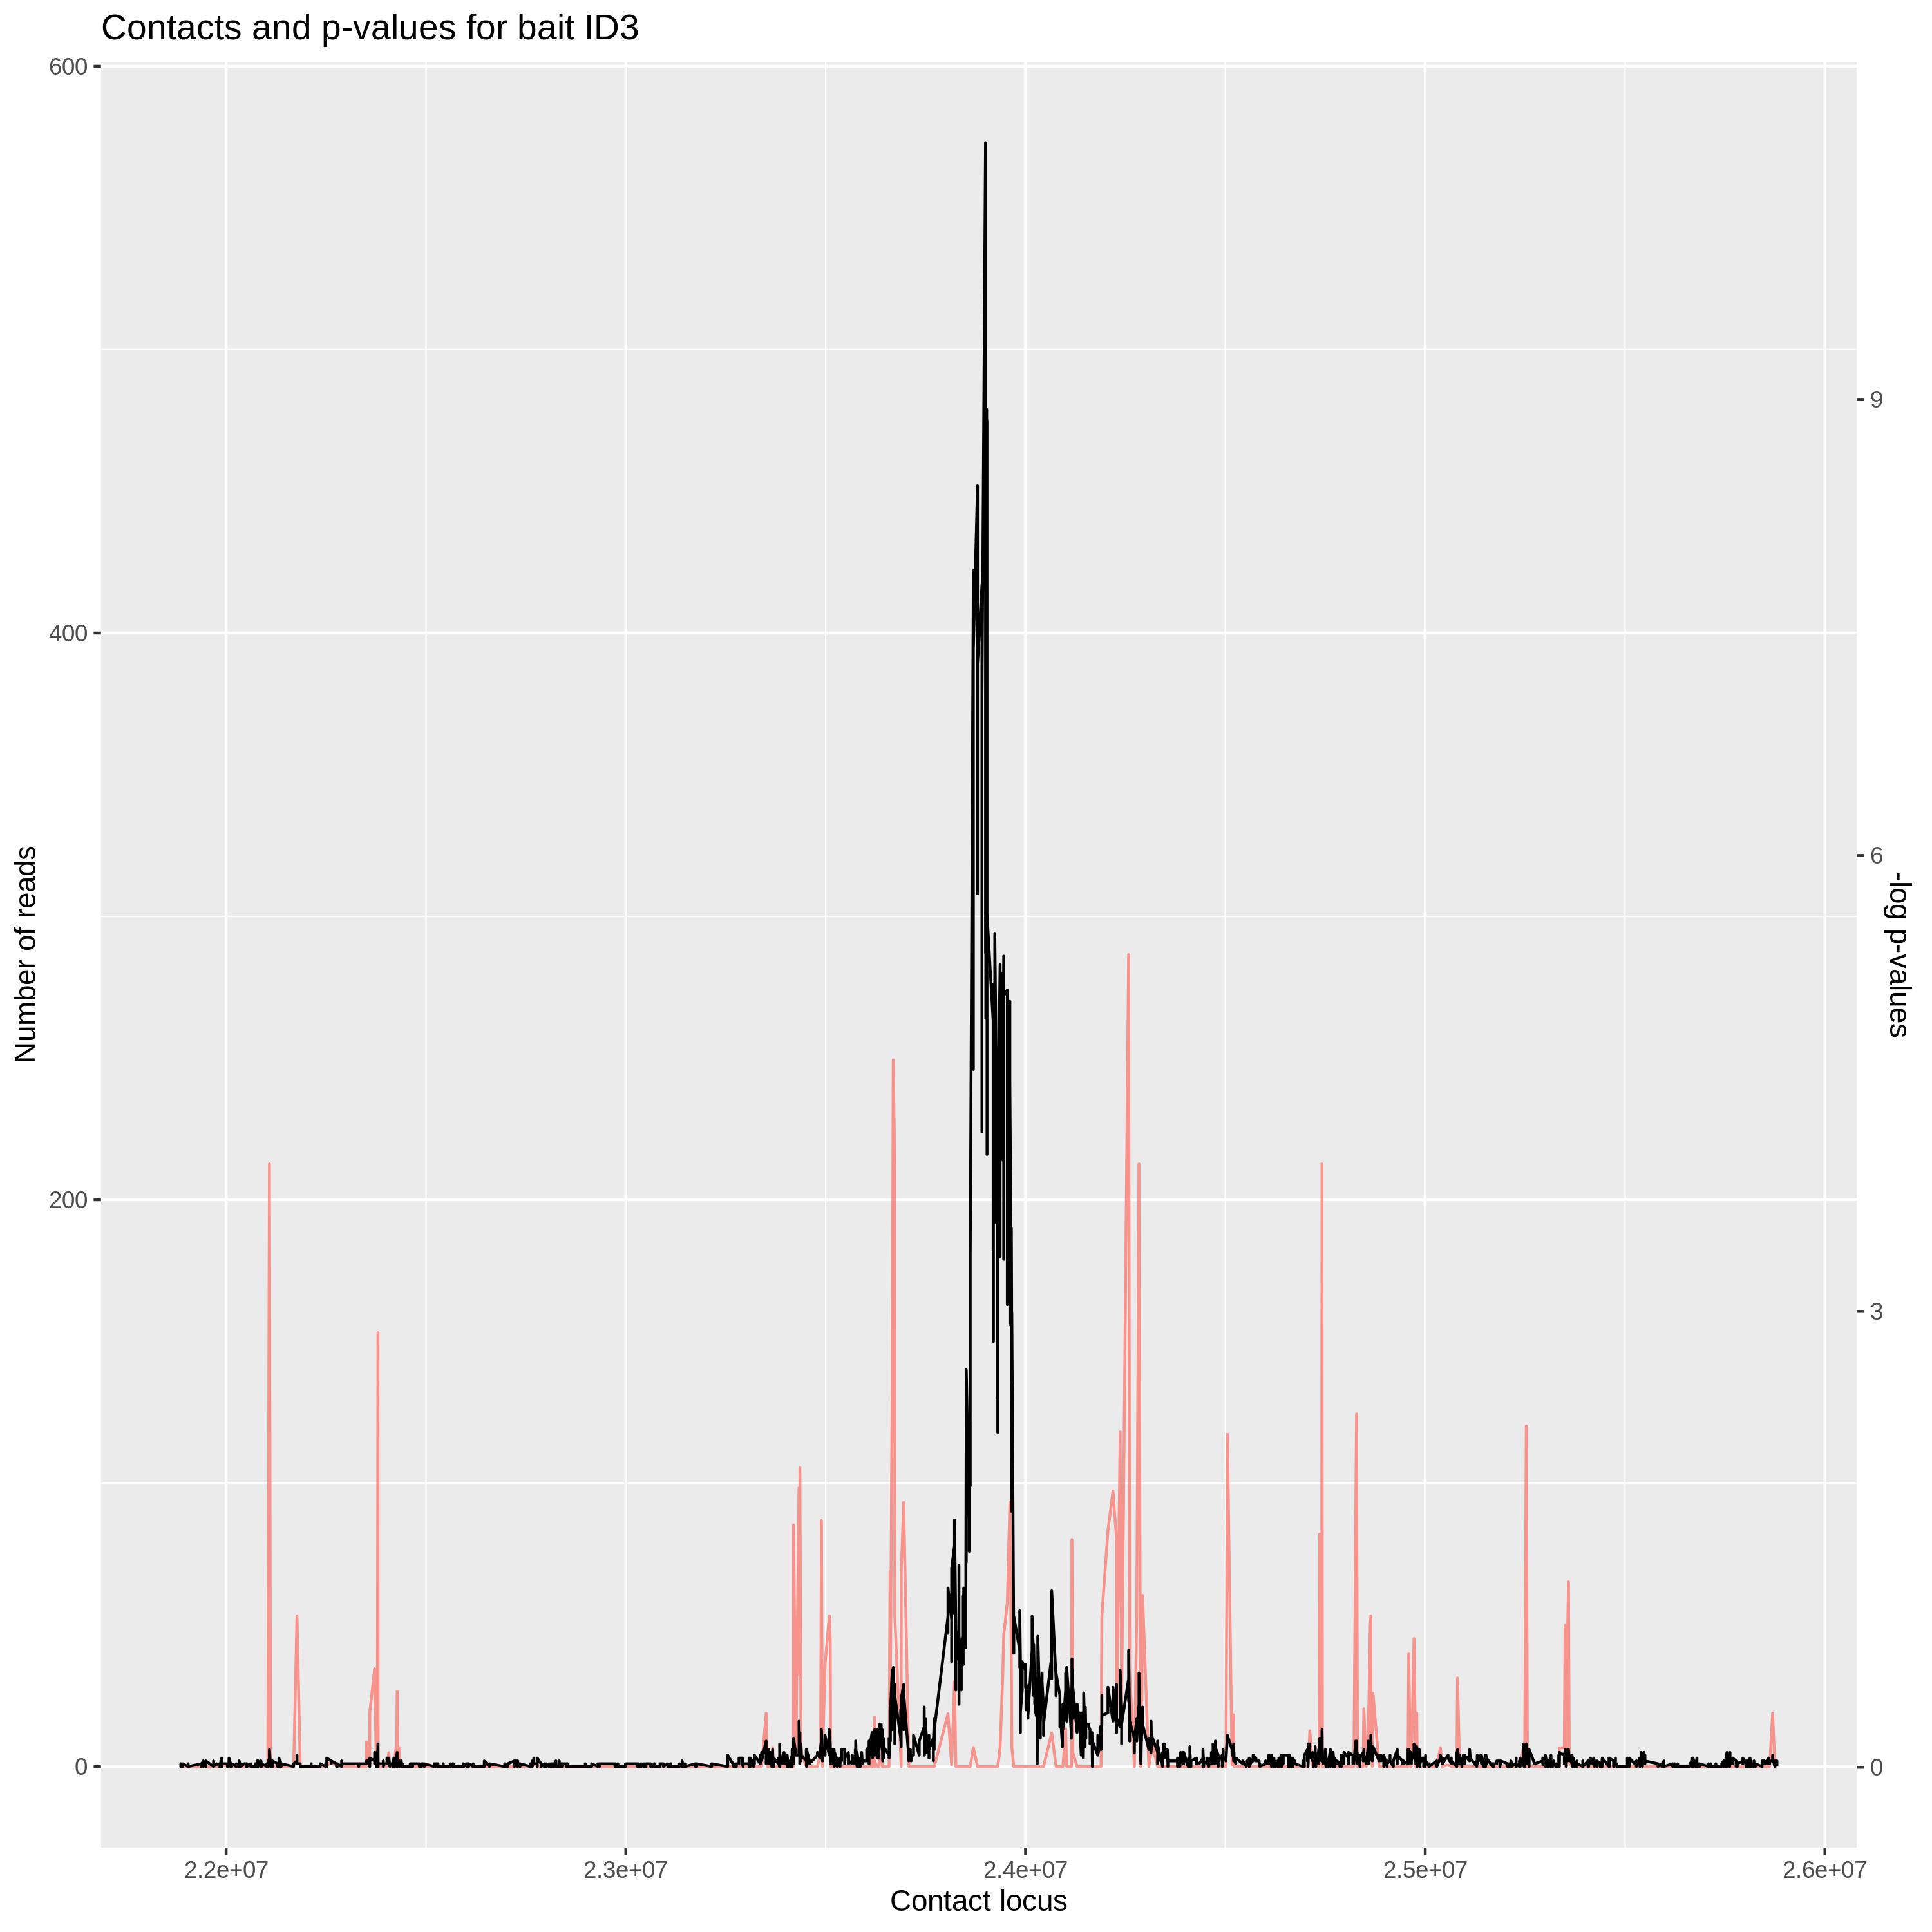 Contacts and p-values for bait ID3
600
400
200
0
Number of reads
9
6
3
0
-log p-values
2.2e+07
2.3e+07
2.4e+07
2.5e+07
2.6e+07
Contact locus